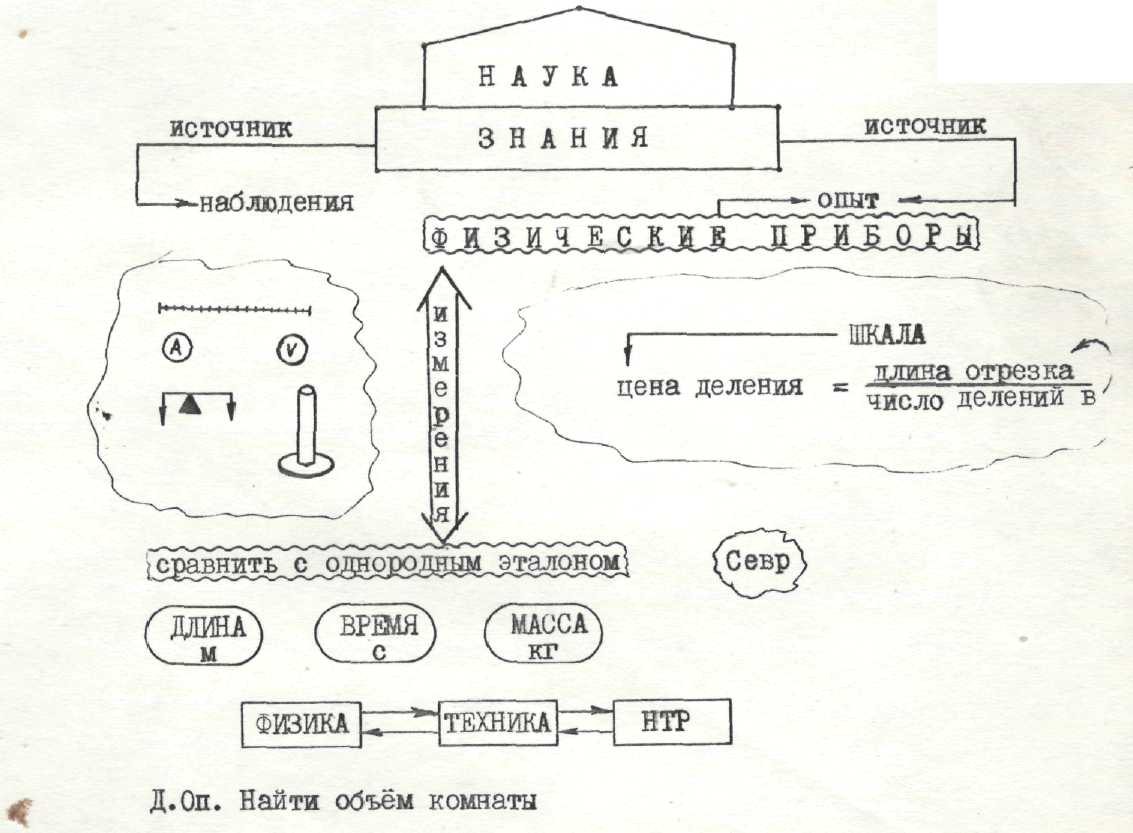 НАУКА
ЗНАНИЯ
источник
источник
наблюдения
опыт
ФИЗИЧЕСКИЕ ПРИБОРЫ
измерения
A
V
ШКАЛА
цена деления = длина отрезка
число делений в
сравнить с однородным эталоном
Севр
ДЛИНА
м
ВРЕМЯ
с
МАССА
кг
ФИЗИКА
ТЕХНИКА
НТР
Д.Оп. Найти объём комнаты